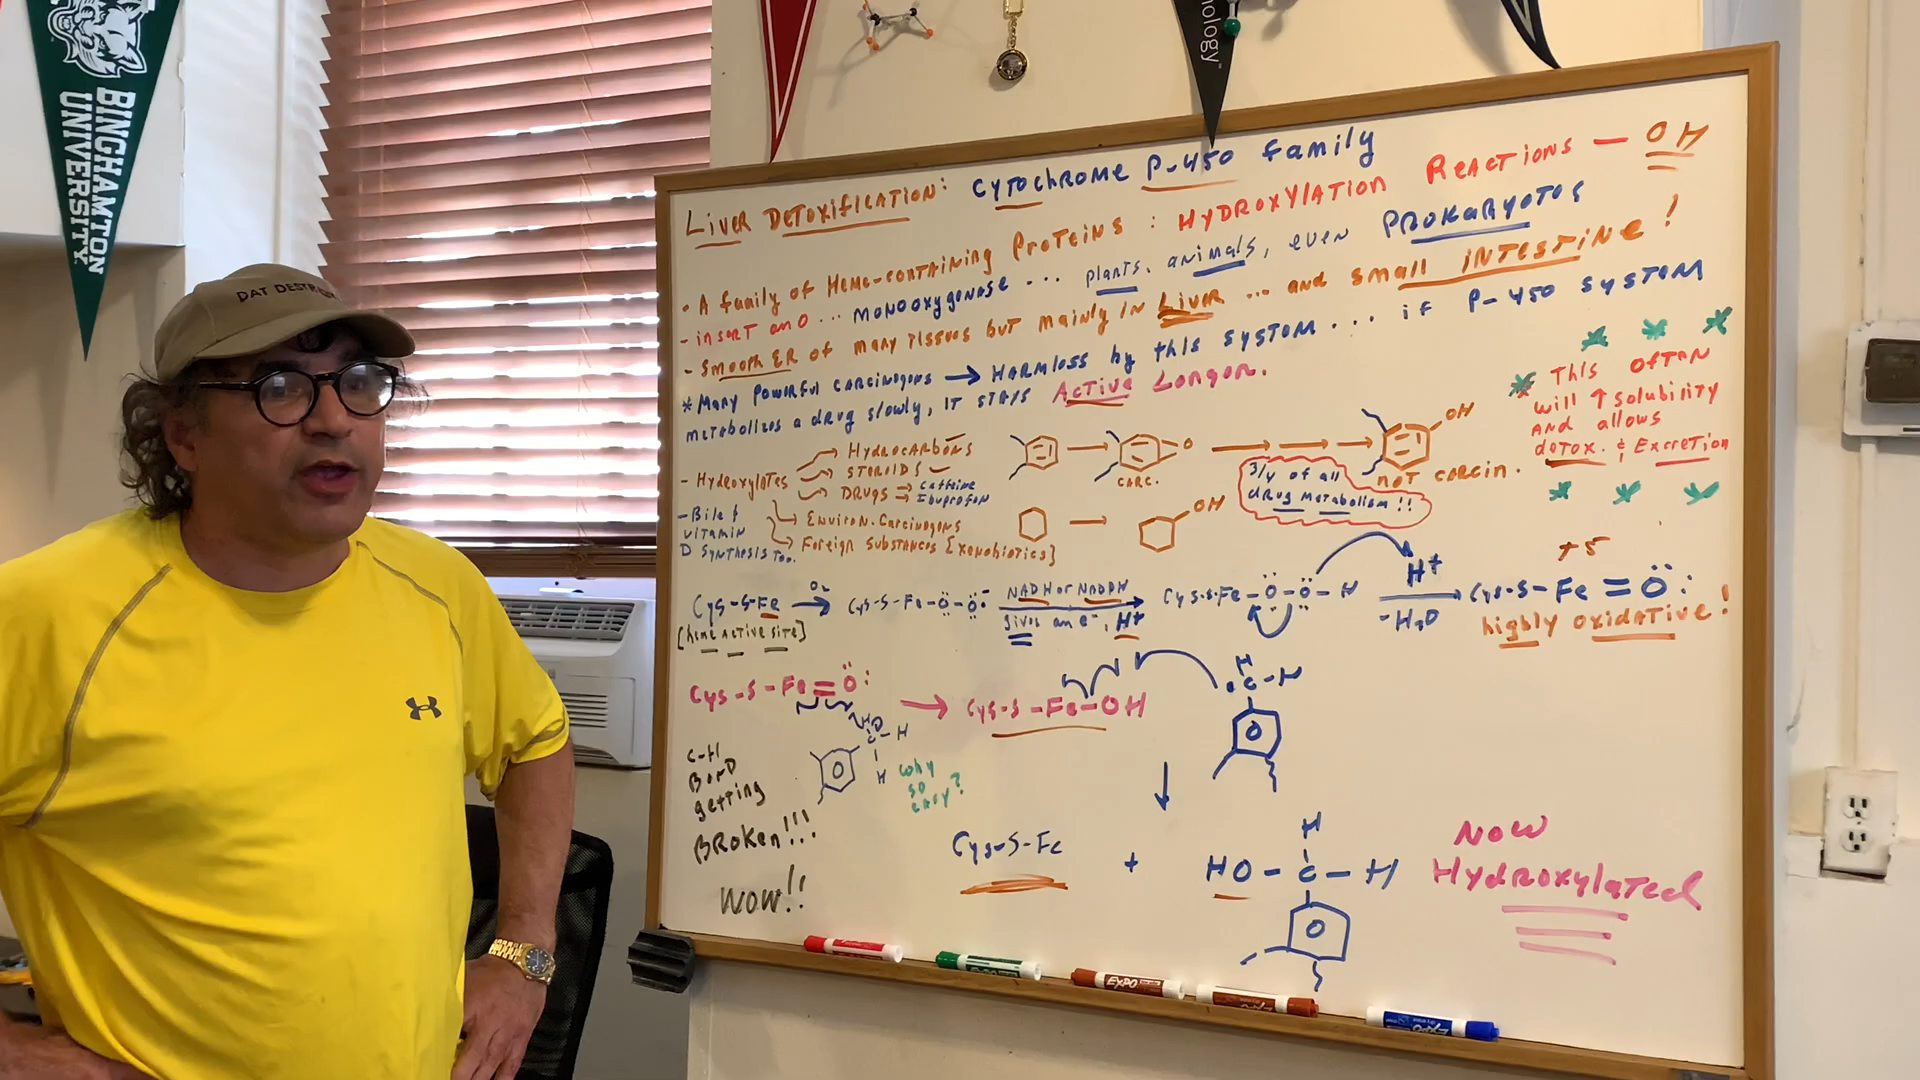 BINGHAMTON
UNIVERSITY
nology
DAT DESTR
LIVER DETOXIFICATION: CYTOCHROME P-450 family
- A family of Heme-containing Proteins : HYDROXYLATION REACTIONS — OH
- insert an O ... monooxygenase ... plants, animals, even PROKARYOTES
- Smooth ER of many tissues but mainly in Liver ... and small INTESTINE!
* Many Powerful carcinogens → Harmless by this system ... if P-450 system
metabolizes a drug slowly, it stays Active Longer.
- Hydroxylates
→ Hydrocarbons
→ STEROIDS
→ DRUGS → Caffeine
→ Ibuprofen
→ Environ. Carcinogens
→ Foreign Substances [xenobiotics]
- Bile &
vitamin
D synthesis too.
O
CARC.
OH
NOT CARCIN.
OH
3/4 of all
drug metabolism!!
This often
will ↑ solubility
And allows
detox. & Excretion
Cys-S-Fe
[heme active site]
O2
Cys-S-Fe-O-O:-
NADH or NADPH
gives an e-, H+
Cys-S-Fe-O-O-H
H+
-H2O
+5
Cys-S-Fe=O:
highly oxidative!
Cys-S-Fe=O:
C-H
H
why
so
easy?
Cys-S-Fe-OH
H
C-H
C-H
Bond
getting
Broken!!!
WOW!!
Cys-S-Fe
+
H
HO-C-H
NOW
Hydroxylated
EXPO
EXPO